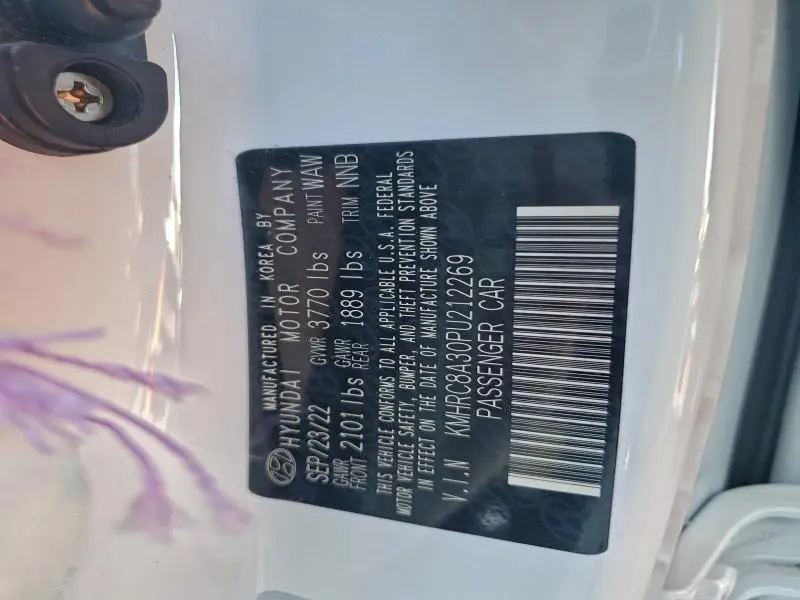 MANUFACTURED IN KOREA BY
HYUNDAI MOTOR COMPANY
SEP/23/22 GVWR 3770 lbs PAINT WAW
GAWR FRONT 2101 lbs GAWR REAR 1889 lbs TRIM NNB
THIS VEHICLE CONFORMS TO ALL APPLICABLE U.S.A. FEDERAL
MOTOR VEHICLE SAFETY, BUMPER, AND THEFT PREVENTION STANDARDS
IN EFFECT ON THE DATE OF MANUFACTURE SHOWN ABOVE
V.I.N KMHRC8A30PU212269
PASSENGER CAR